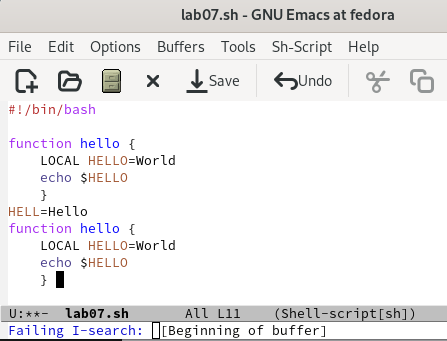 lab07.sh - GNU Emacs at fedora
File Edit Options Buffers Tools Sh-Script Help
Save Undo
#!/bin/bash
function hello {
    LOCAL HELLO=World
    echo $HELLO
    }
HELL=Hello
function hello {
    LOCAL HELLO=World
    echo $HELLO
    }
U:**- lab07.sh All L11 (Shell-script[sh])
Failing I-search: [Beginning of buffer]